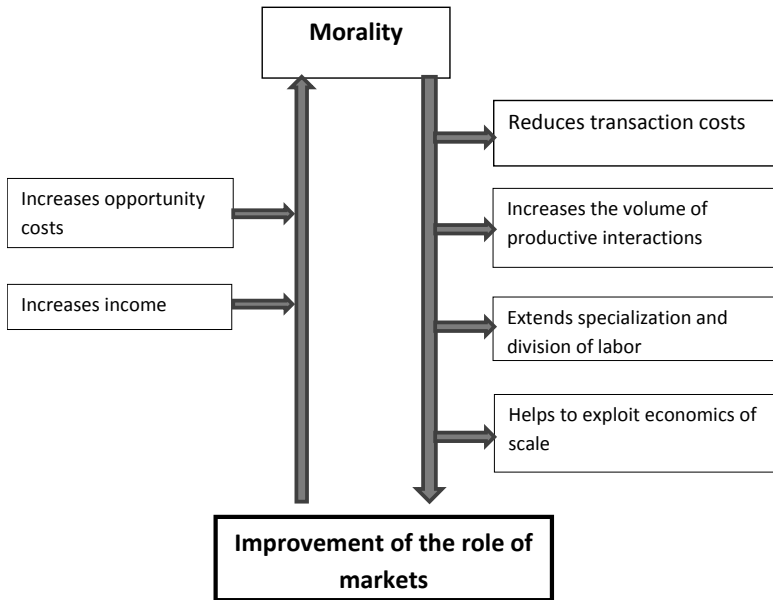 Morality
Reduces transaction costs
Increases opportunity
costs
Increases the volume of
productive interactions
Increases income
Extends specialization and
division of labor
Helps to exploit economics of
scale
Improvement of the role of
markets